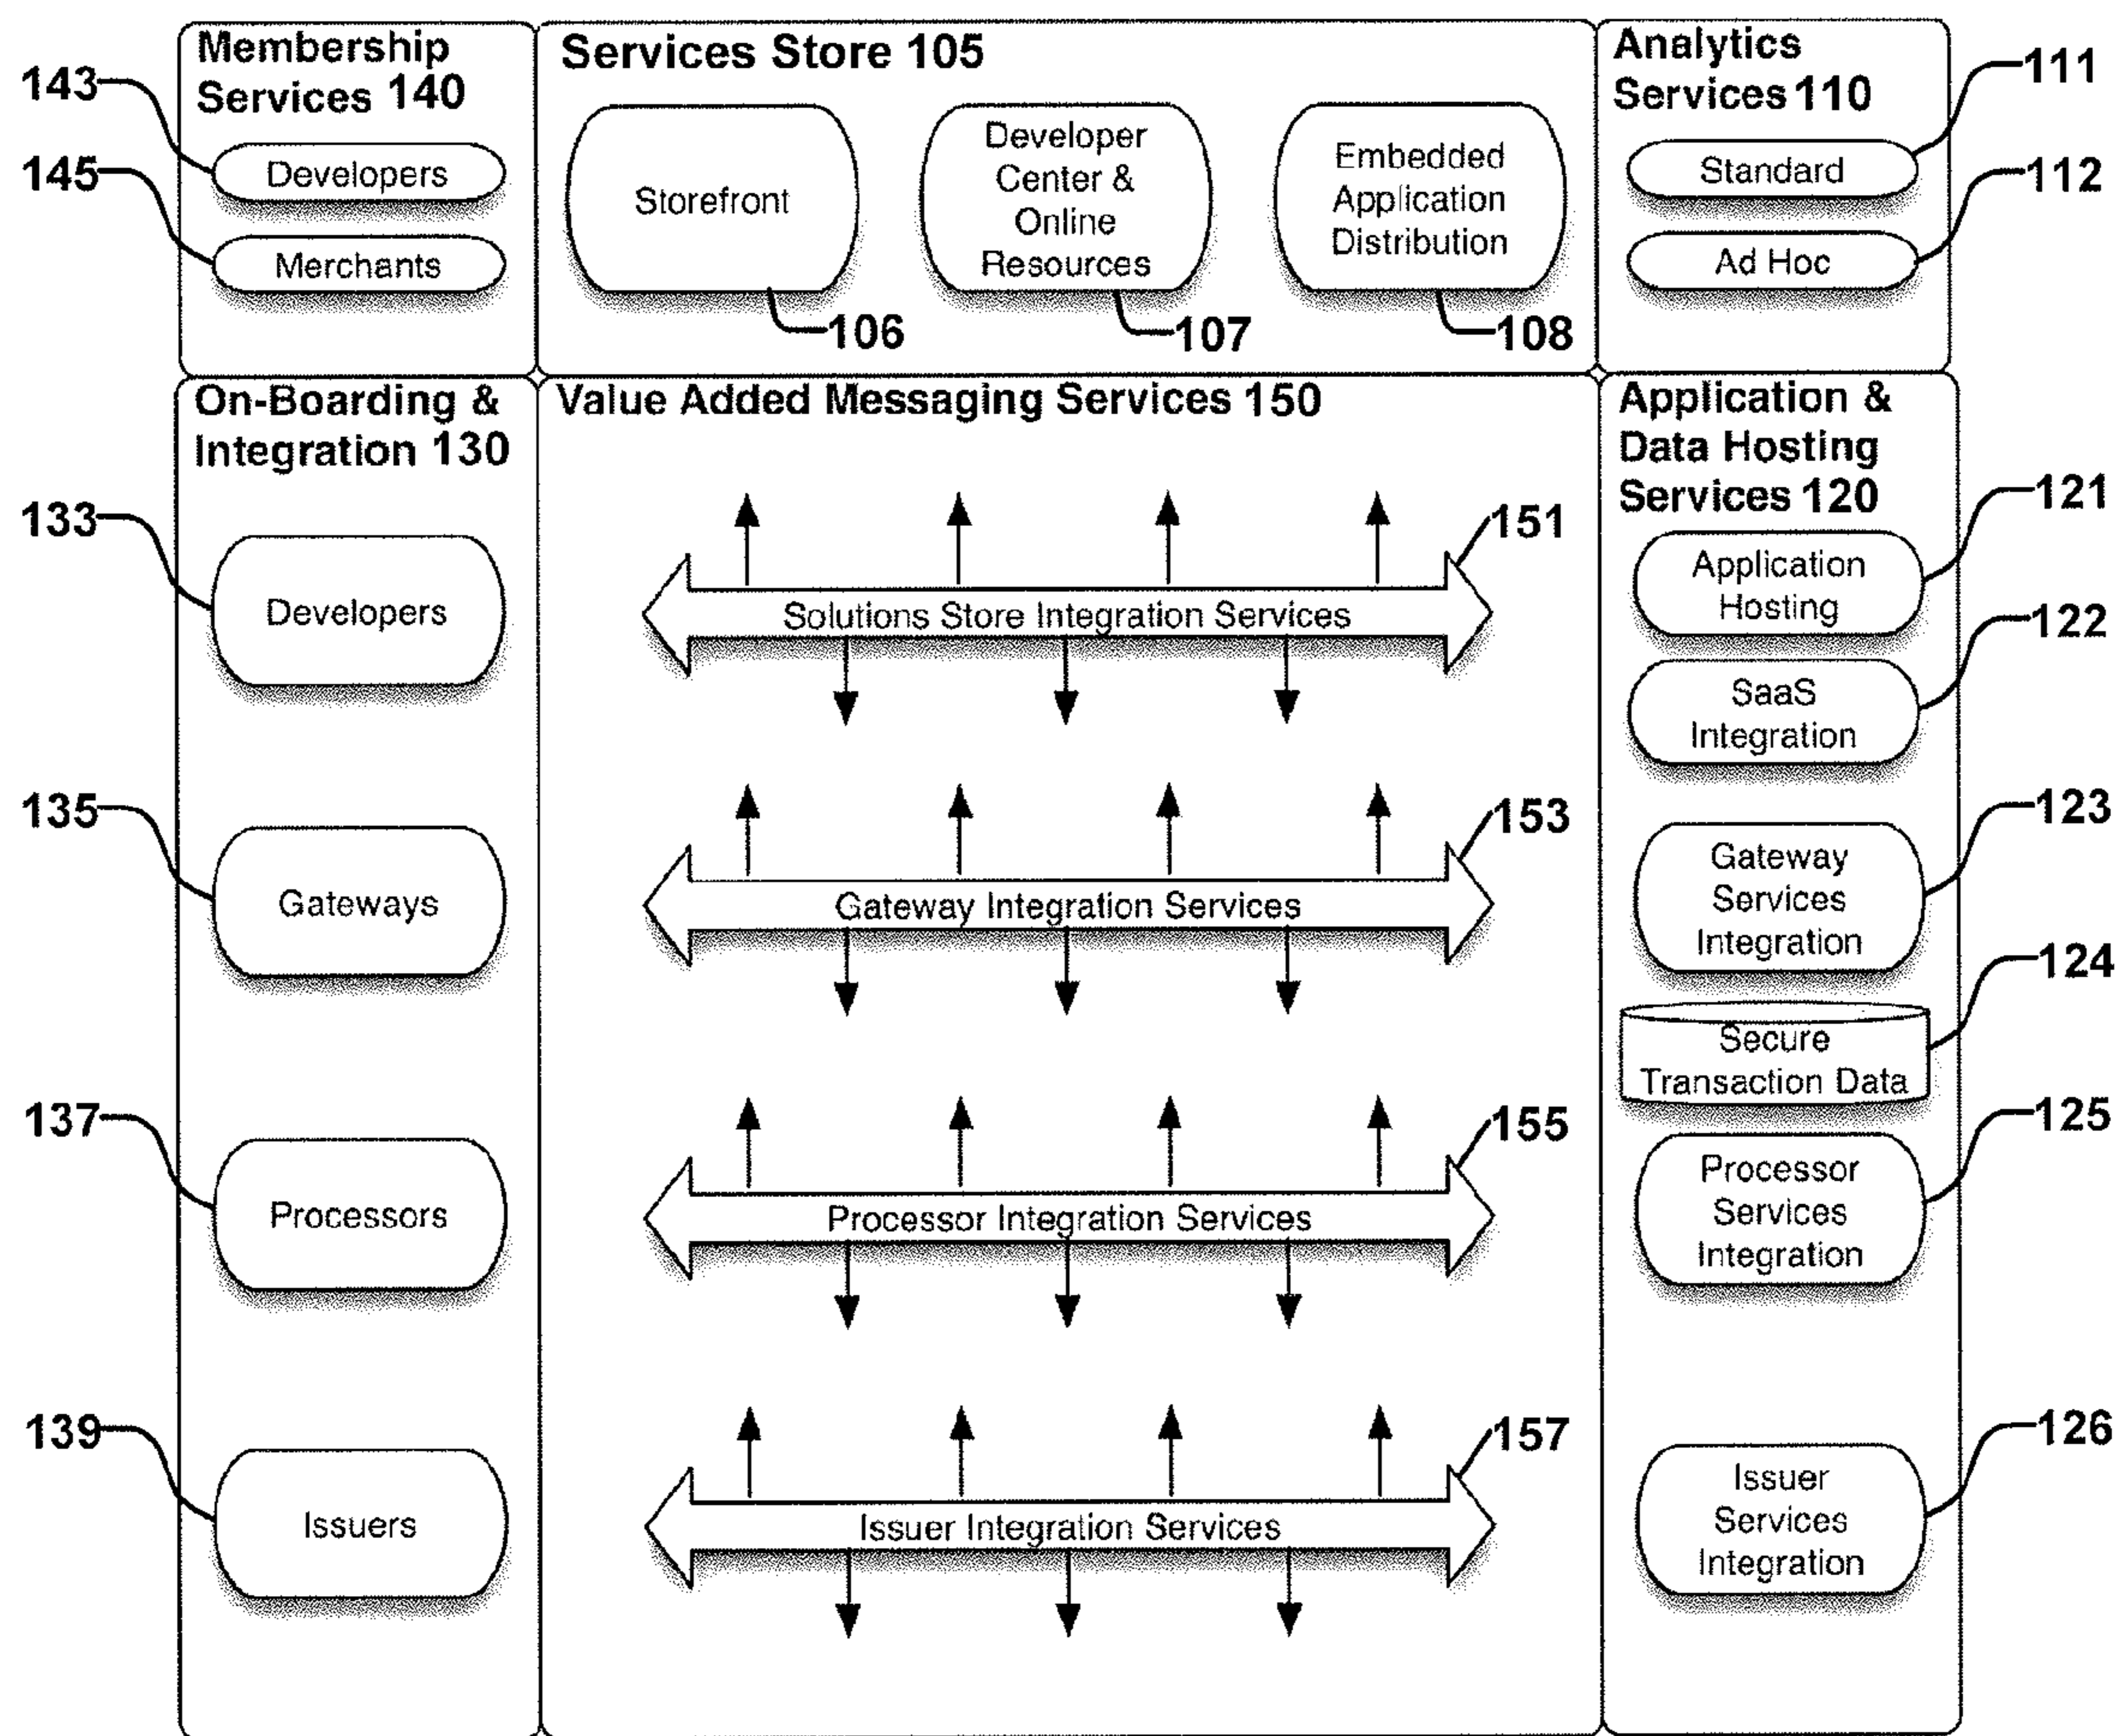 Membership
Services 140
143
Developers
145
Merchants
Services Store 105
Storefront
106
Developer
Center &
Online
Resources
107
Embedded
Application
Distribution
108
Analytics
Services 110
111
Standard
112
Ad Hoc
On-Boarding &
Integration 130
133
Developers
135
Gateways
137
Processors
139
Issuers
Value Added Messaging Services 150
151
Solutions Store Integration Services
153
Gateway Integration Services
155
Processor Integration Services
157
Issuer Integration Services
Application &
Data Hosting
Services 120
121
Application
Hosting
122
SaaS
Integration
123
Gateway
Services
Integration
124
Secure
Transaction Data
125
Processor
Services
Integration
126
Issuer
Services
Integration